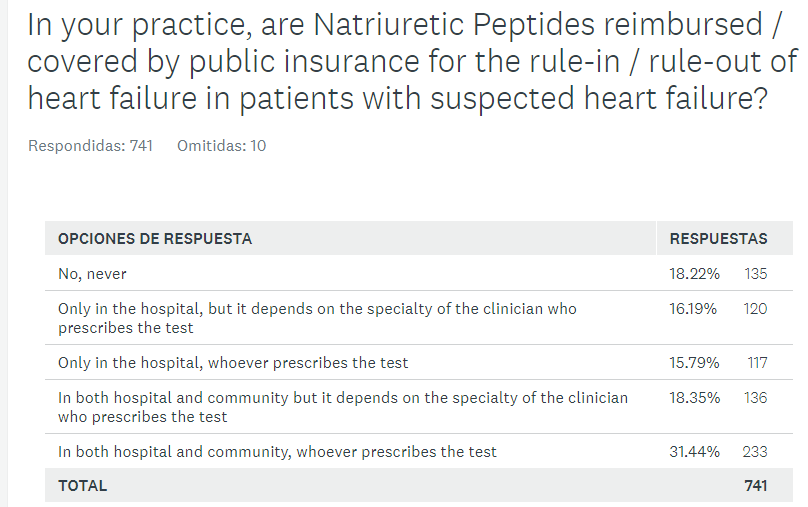 In your practice, are Natriuretic Peptides reimbursed /
covered by public insurance for the rule-in / rule-out of
heart failure in patients with suspected heart failure?
Respondidas: 741 Omitidas: 10
OPCIONES DE RESPUESTA RESPUESTAS
No, never 18.22% 135
Only in the hospital, but it depends on the specialty of the clinician who 16.19% 120
prescribes the test
Only in the hospital, whoever prescribes the test 15.79% 117
In both hospital and community but it depends on the specialty of the clinician 18.35% 136
who prescribes the test
In both hospital and community, whoever prescribes the test 31.44% 233
TOTAL 741